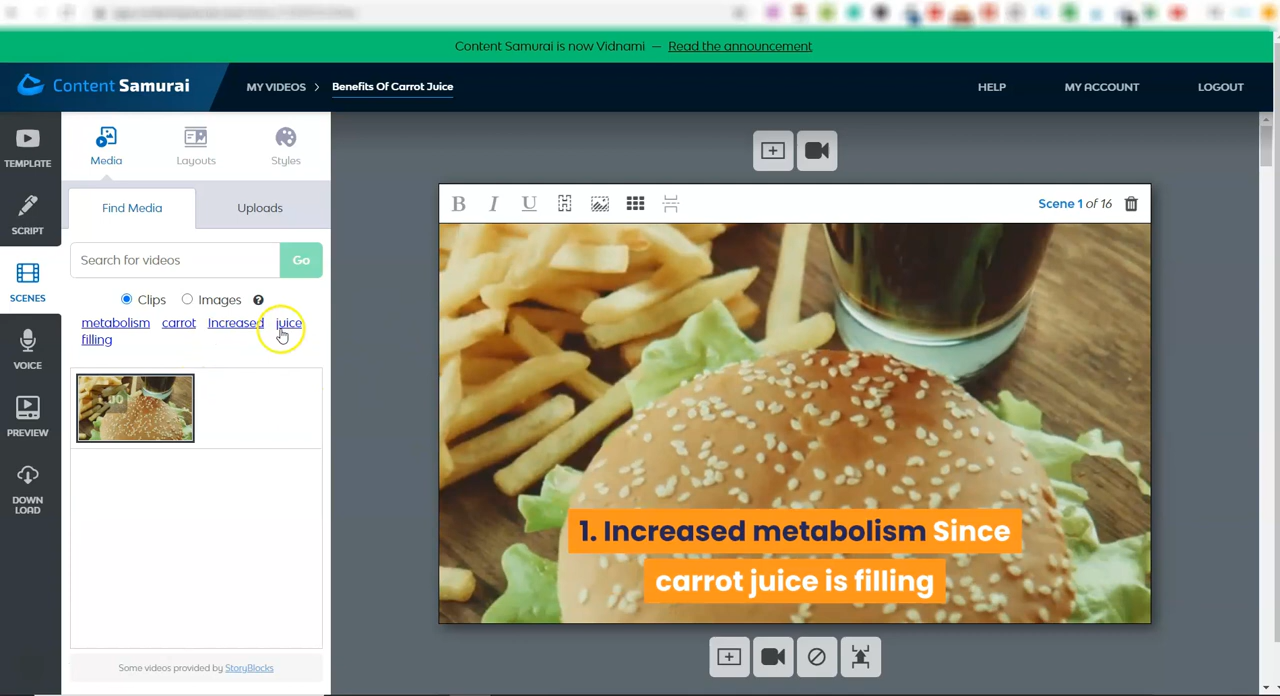 Content Samurai is now Vidnami — Read the announcement
Content Samurai
MY VIDEOS > Benefits Of Carrot Juice
HELP
MY ACCOUNT
LOGOUT
TEMPLATE
SCRIPT
SCENES
VOICE
PREVIEW
DOWN
LOAD
Media
Layouts
Styles
Find Media
Uploads
Search for videos
Go
Clips
Images
?
metabolism carrot Increased juice
filling
Some videos provided by StoryBlocks
B I U
Scene 1 of 16
1. Increased metabolism Since
carrot juice is filling